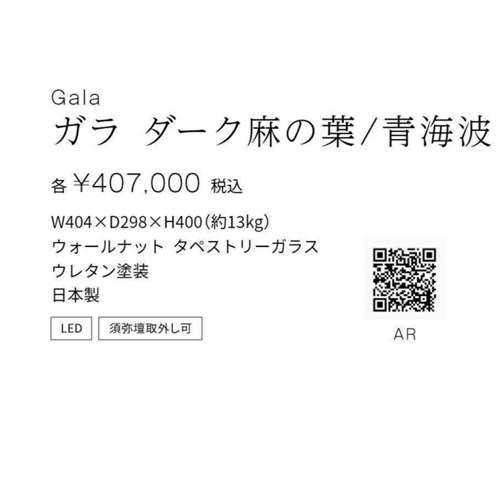 Gala
ガラ ダーク麻の葉/青海波
各 ¥407,000 税込
W404×D298×H400(約13kg)
ウォールナット タペストリーガラス
ウレタン塗装
日本製
LED 須弥壇取外し可
AR